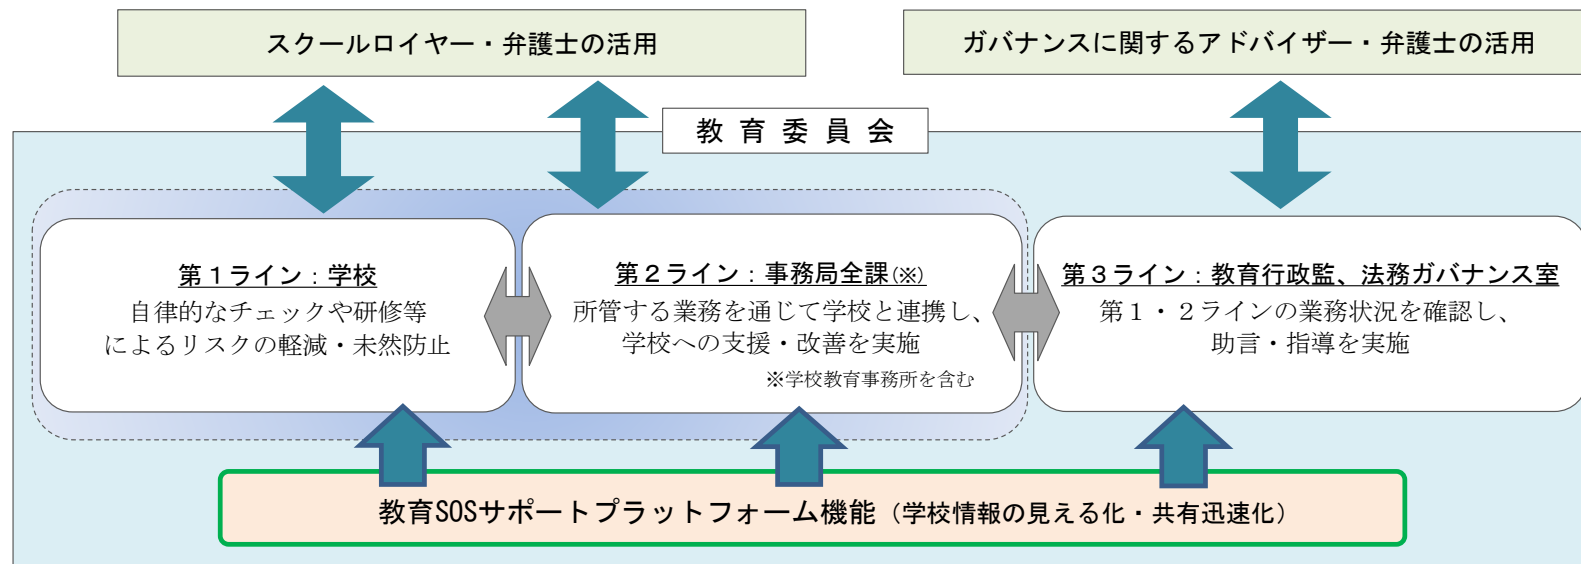 スクールロイヤー・弁護士の活用
ガバナンスに関するアドバイザー・弁護士の活用
教育委員会
第１ライン：学校
自律的なチェックや研修等
によるリスクの軽減・未然防止
第２ライン：事務局全課(※)
所管する業務を通じて学校と連携し、
学校への支援・改善を実施
※学校教育事務所を含む
第３ライン：教育行政監、法務ガバナンス室
第１・２ラインの業務状況を確認し、
助言・指導を実施
教育SOSサポートプラットフォーム機能（学校情報の見える化・共有迅速化）